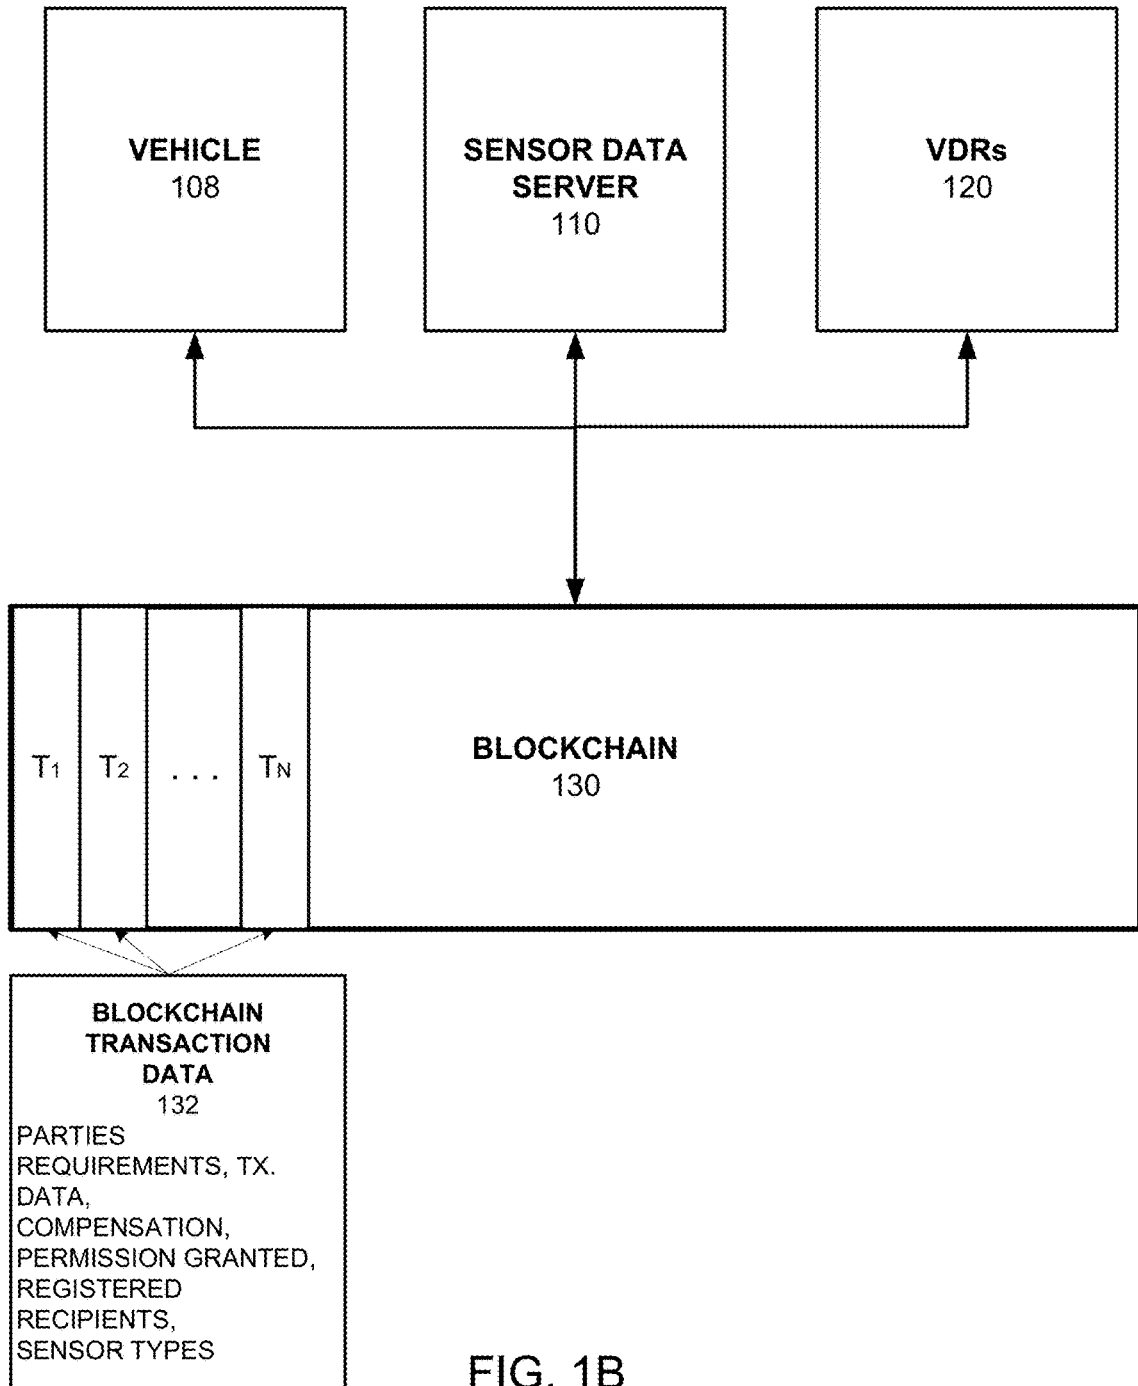 VEHICLE
108
SENSOR DATA
SERVER
110
VDRs
120
T1 T2 ... TN
BLOCKCHAIN
130
BLOCKCHAIN
TRANSACTION
DATA
132
PARTIES
REQUIREMENTS, TX.
DATA,
COMPENSATION,
PERMISSION GRANTED,
REGISTERED
RECIPIENTS,
SENSOR TYPES
FIG. 1B